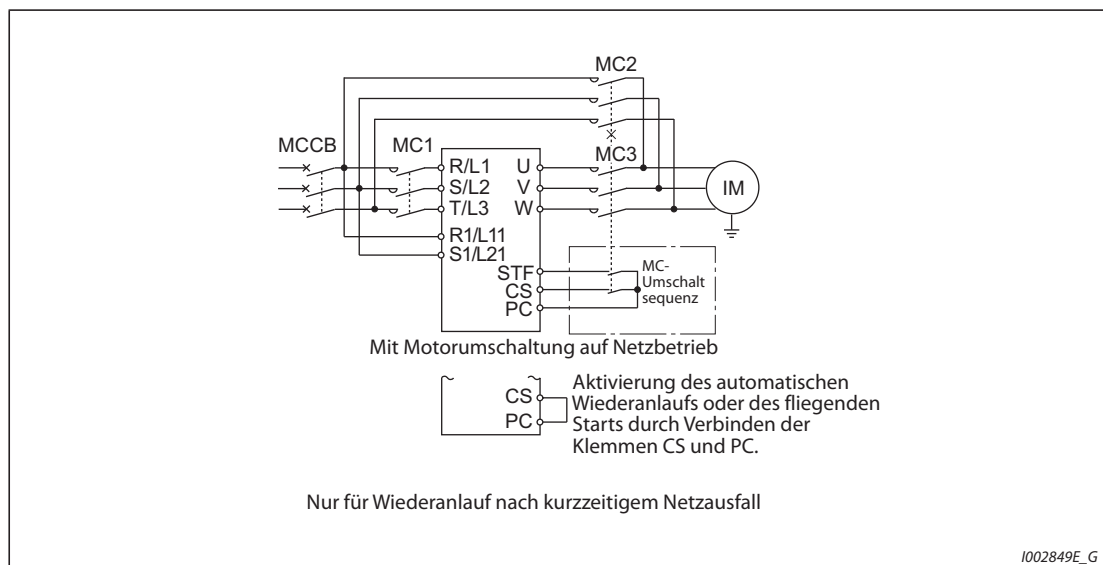 MC2
MCCB
MC1
MC3
R/L1
U
S/L2
V
IM
T/L3
W
R1/L11
S1/L21
STF
CS
PC
MC-
Umschalt
sequenz
Mit Motorumschaltung auf Netzbetrieb
CS
PC
Aktivierung des automatischen
Wiederanlaufs oder des fliegenden
Starts durch Verbinden der
Klemmen CS und PC.
Nur für Wiederanlauf nach kurzzeitigem Netzausfall
I002849E_G